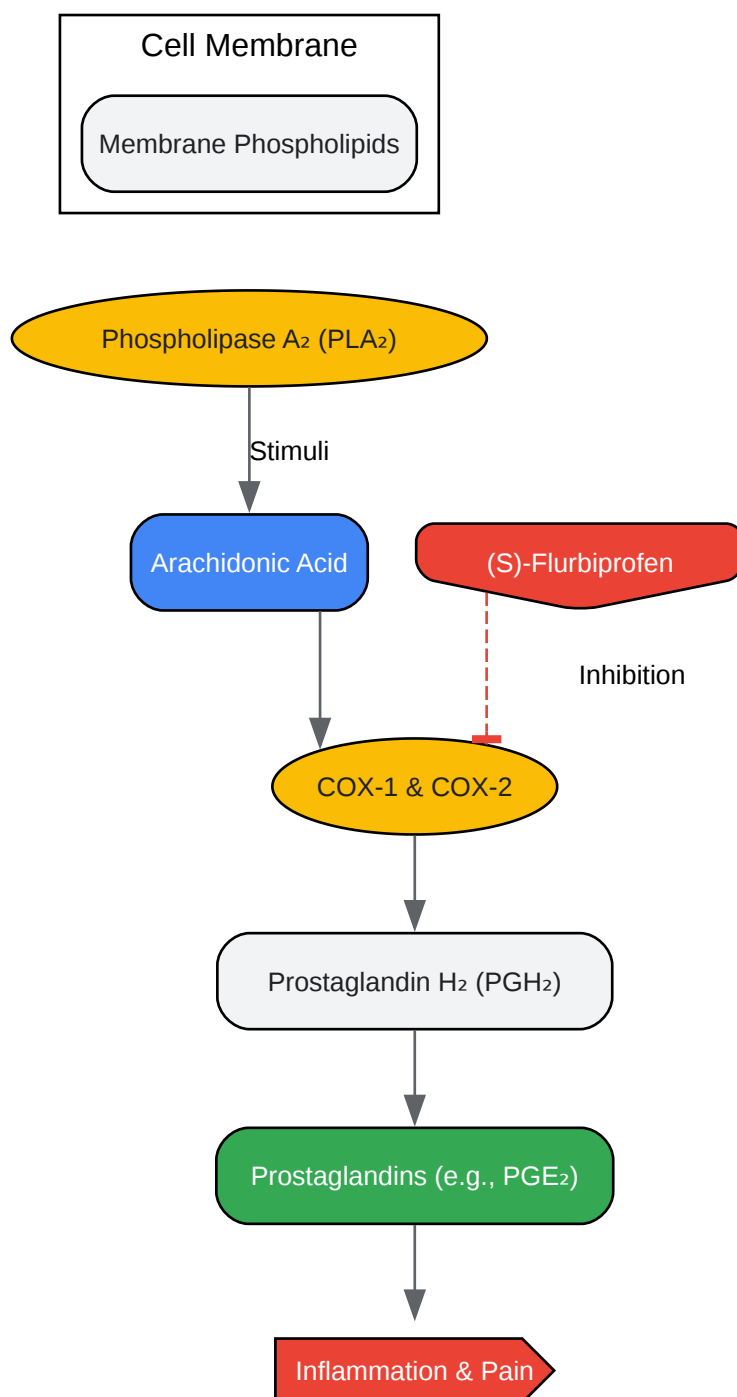 Cell Membrane
Membrane Phospholipids
Phospholipase A₂ (PLA₂)
Stimuli
Arachidonic Acid
(S)-Flurbiprofen
Inhibition
COX-1 & COX-2
Prostaglandin H₂ (PGH₂)
Prostaglandins (e.g., PGE₂)
Inflammation & Pain